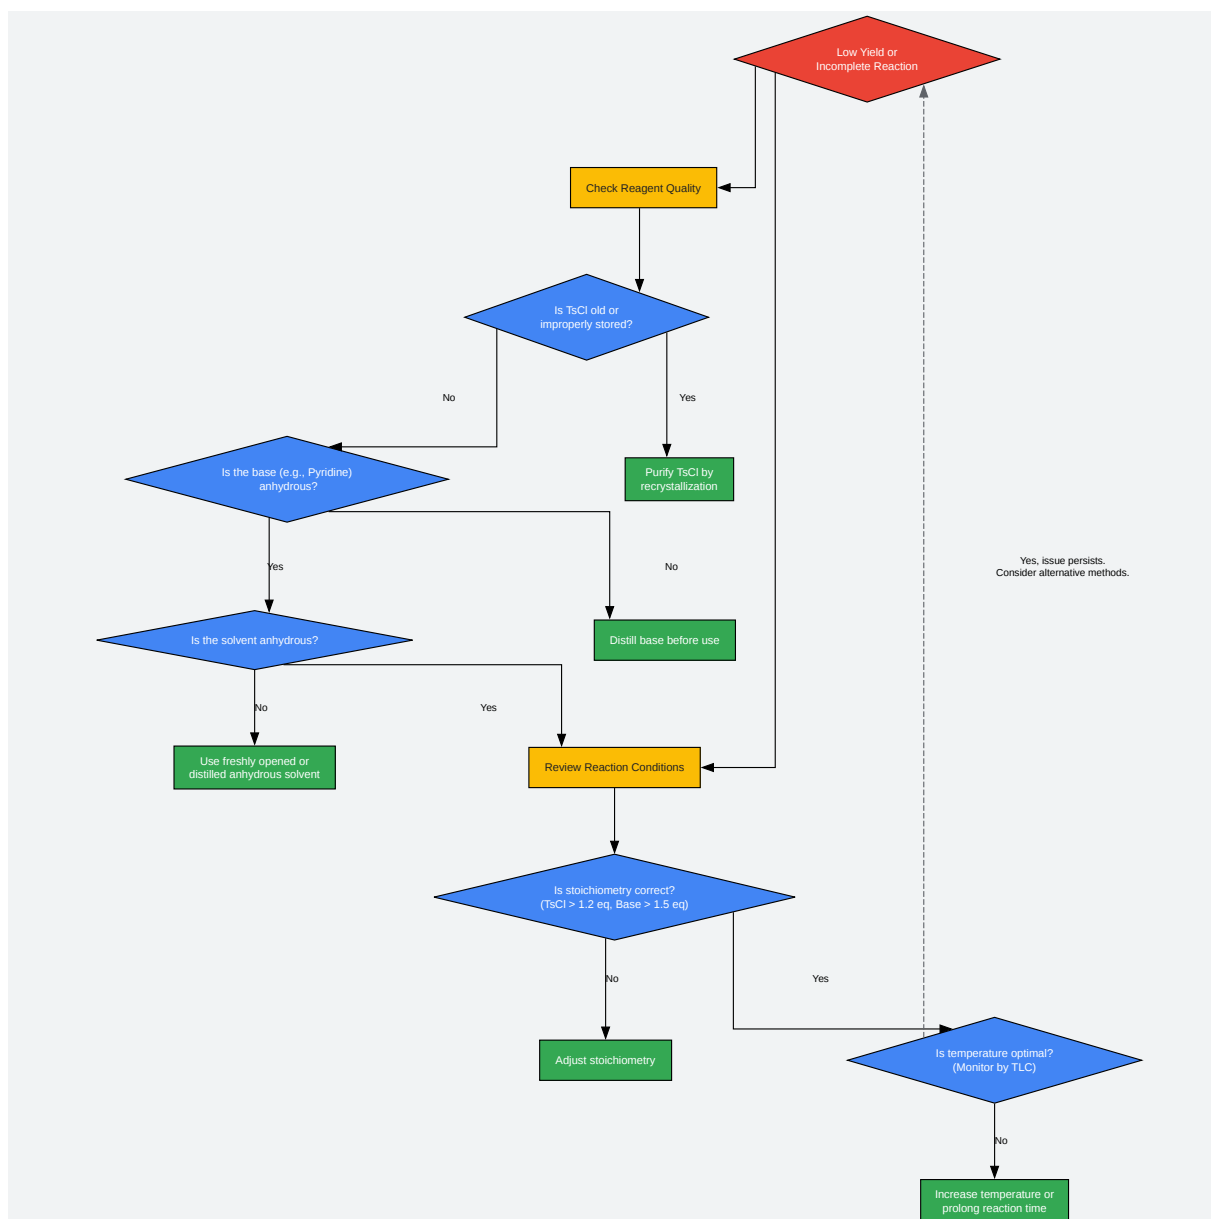 Low Yield or
Incomplete Reaction
Check Reagent Quality
Is TsCl old or
improperly stored?
No
Yes
Is the base (e.g., Pyridine)
anhydrous?
Purify TsCl by
recrystallization
Yes
No
Yes, issue persists.
Consider alternative methods.
Is the solvent anhydrous?
Distill base before use
No
Yes
Use freshly opened or
distilled anhydrous solvent
Review Reaction Conditions
Is stoichiometry correct?
(TsCl > 1.2 eq, Base > 1.5 eq)
No
Yes
Adjust stoichiometry
Is temperature optimal?
(Monitor by TLC)
No
Increase temperature or
prolong reaction time